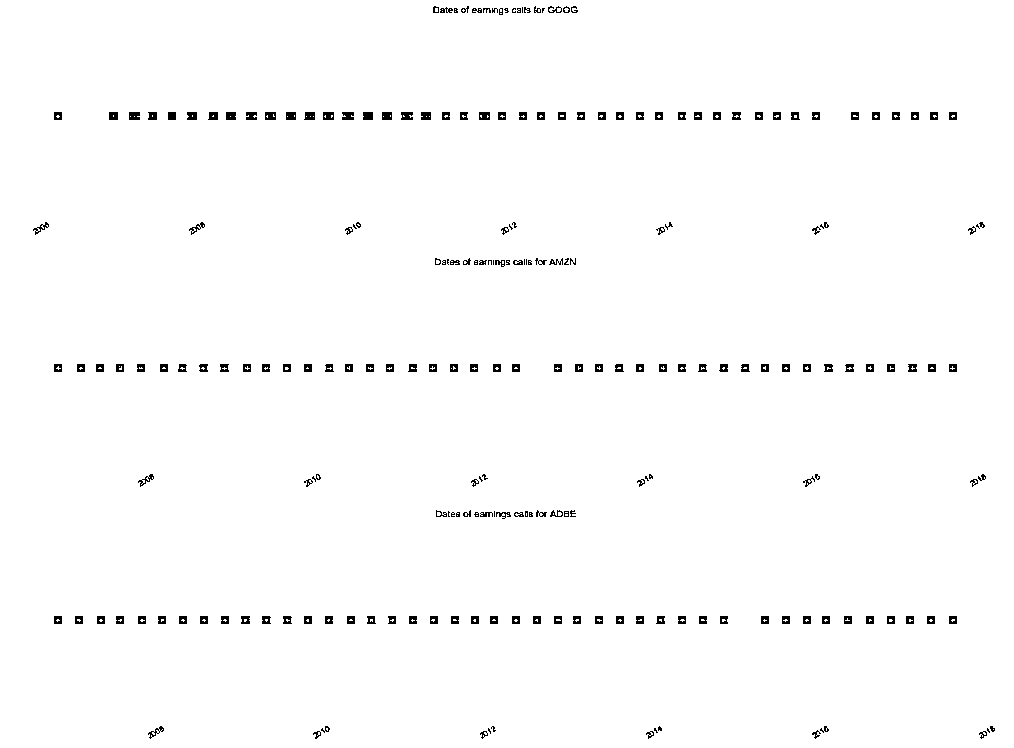 Dates of earnings calls for GOOG
2006 2008 2010 2012 2014 2016 2018
Dates of earnings calls for AMZN
2008 2010 2012 2014 2016 2018
Dates of earnings calls for ADBE
2008 2010 2012 2014 2016 2018